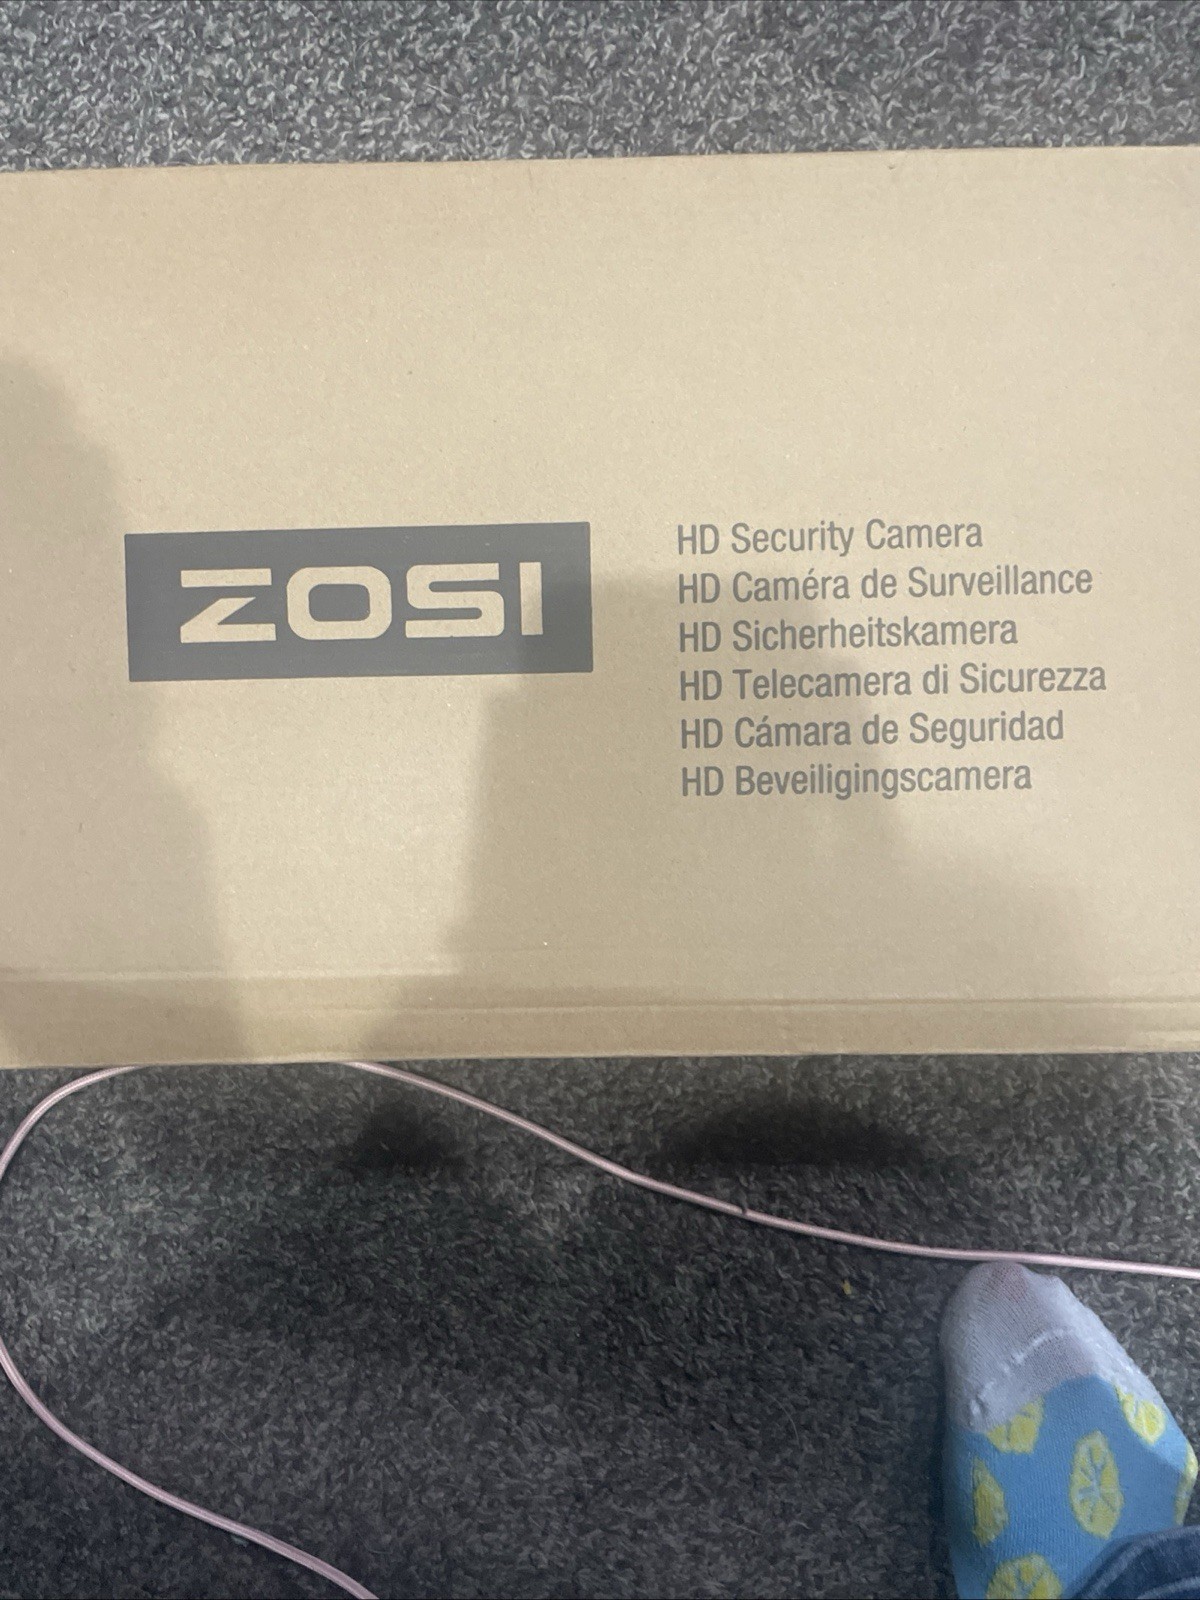 ZOSI
HD Security Camera
HD Caméra de Surveillance
HD Sicherheitskamera
HD Telecamera di Sicurezza
HD Cámara de Seguridad
HD Beveiligingscamera